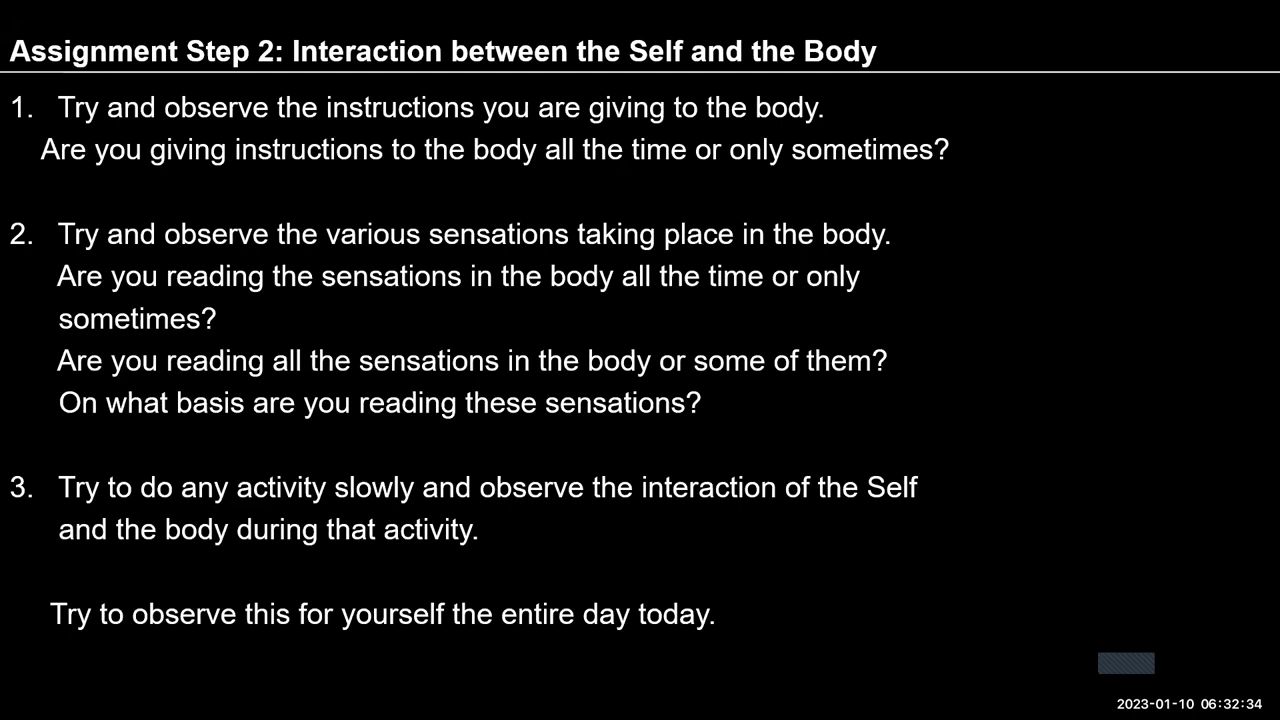 Assignment Step 2: Interaction between the Self and the Body
1. Try and observe the instructions you are giving to the body.
Are you giving instructions to the body all the time or only sometimes?
2. Try and observe the various sensations taking place in the body.
Are you reading the sensations in the body all the time or only
sometimes?
Are you reading all the sensations in the body or some of them?
On what basis are you reading these sensations?
3. Try to do any activity slowly and observe the interaction of the Self
and the body during that activity.
Try to observe this for yourself the entire day today.
2023-01-10 06:32:34